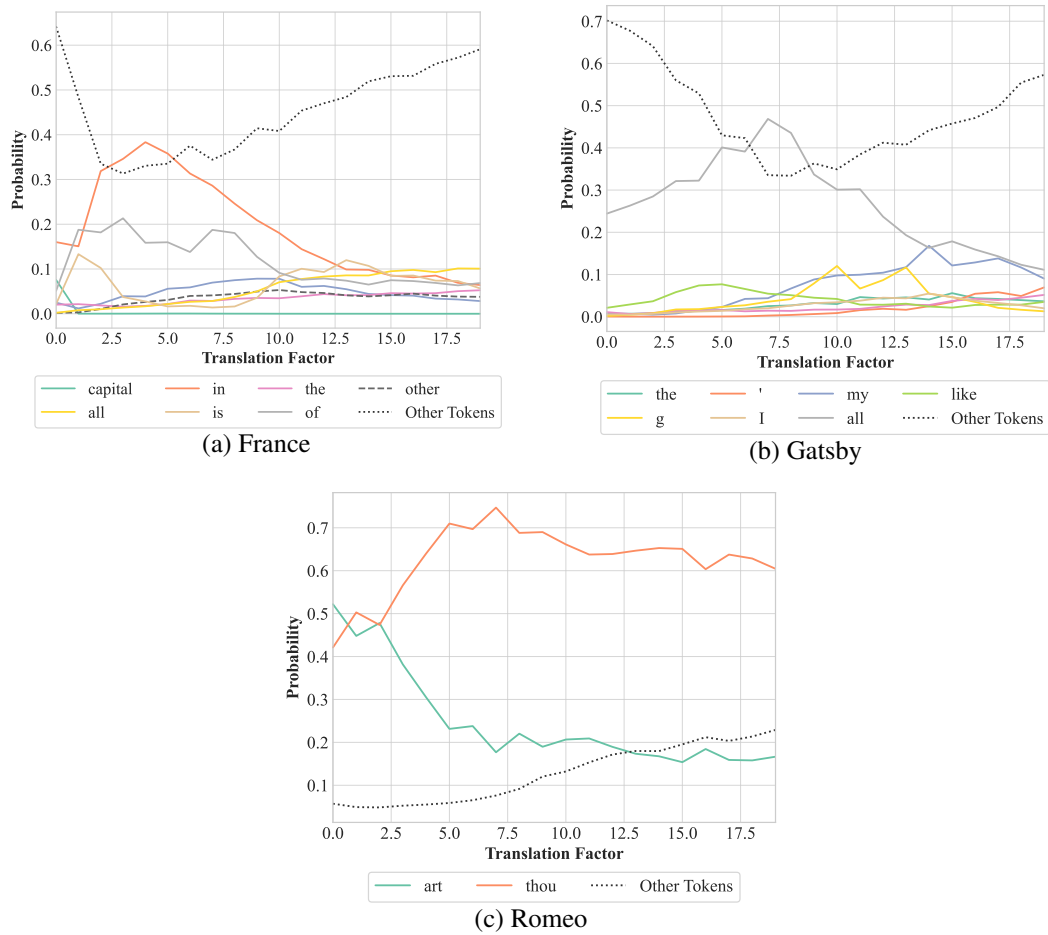 0.6
0.5
0.4
0.3
0.2
0.1
0.0
Probability
0.0 2.5 5.0 7.5 10.0 12.5 15.0 17.5
Translation Factor
capital in the other
all is of Other Tokens
(a) France
0.7
0.6
0.5
0.4
0.3
0.2
0.1
0.0
Probability
0.0 2.5 5.0 7.5 10.0 12.5 15.0 17.5
Translation Factor
the ' my like
g I all Other Tokens
(b) Gatsby
0.7
0.6
0.5
0.4
0.3
0.2
0.1
Probability
0.0 2.5 5.0 7.5 10.0 12.5 15.0 17.5
Translation Factor
art thou Other Tokens
(c) Romeo